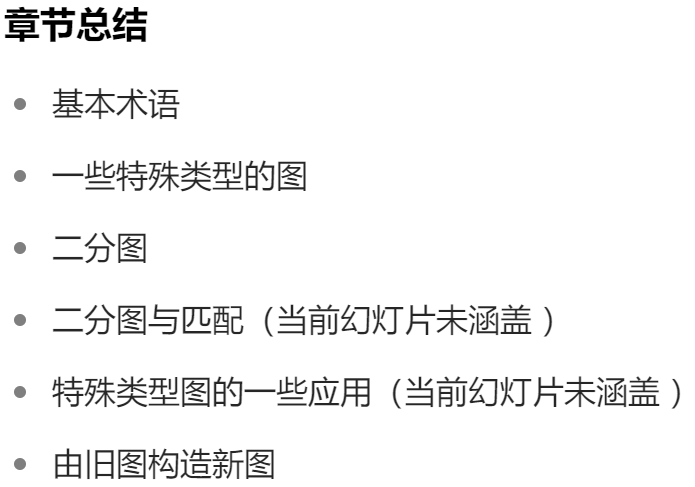 章节总结
• 基本术语
• 一些特殊类型的图
• 二分图
• 二分图与匹配（当前幻灯片未涵盖 ）
• 特殊类型图的一些应用（当前幻灯片未涵盖 ）
• 由旧图构造新图